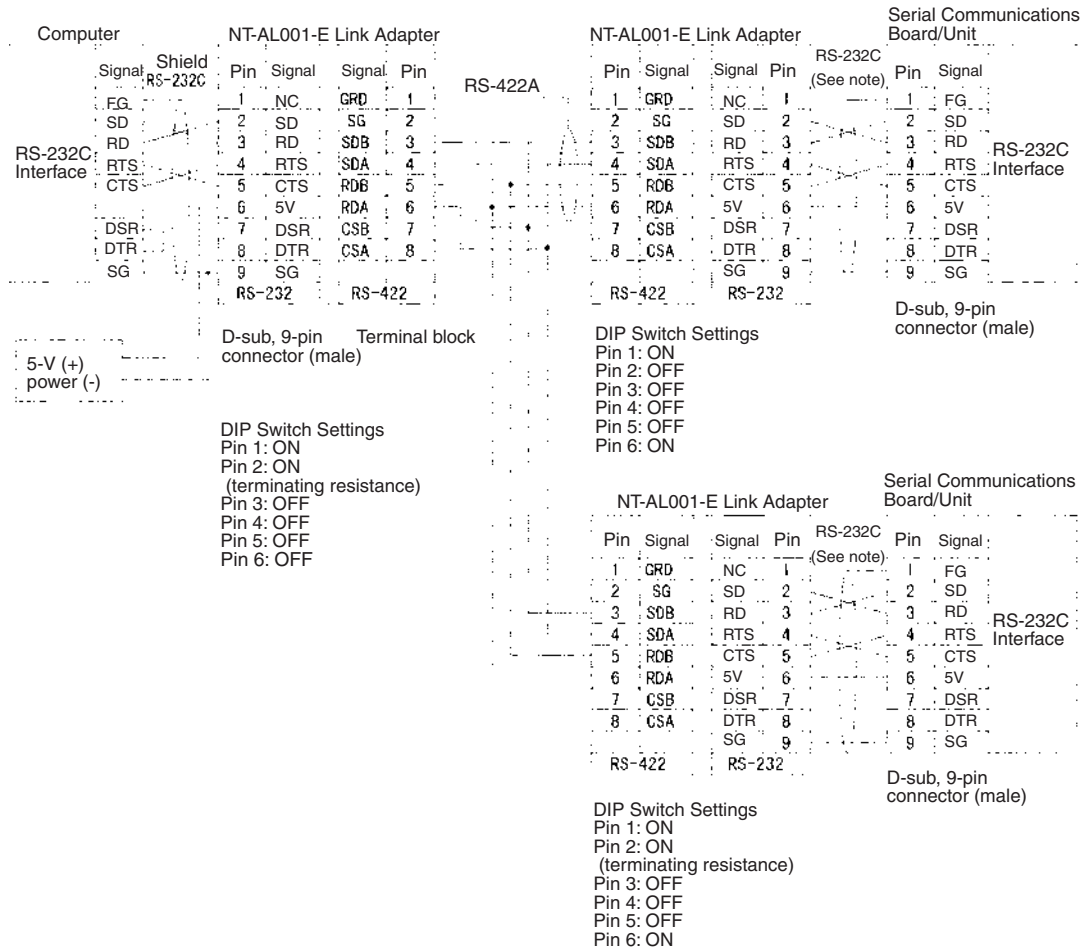 Computer
NT-AL001-E Link Adapter
NT-AL001-E Link Adapter
Serial Communications
Board/Unit
Signal
Shield
RS-232C
Pin Signal Signal Pin
RS-422A
Pin Signal Signal Pin
RS-232C
(See note)
Pin Signal
FG 1 NC GRD 1 1 GRD NC 1 1 FG
SD 2 SD SG 2 2 SG SD 2 2 SD
RD 3 RD SDB 3 3 SDB RD 3 3 RD
RS-232C
Interface
RTS 4 RTS SDA 4 4 SDA RTS 4 4 RTS
RS-232C
Interface
CTS 5 CTS RDB 5 5 RDB CTS 5 5 CTS
6 5V RDA 6 6 RDA 5V 6 6 5V
DSR 7 DSR CSB 7 7 CSB DSR 7 7 DSR
DTR 8 DTR CSA 8 8 CSA DTR 8 8 DTR
SG 9 SG SG 9 9 SG
RS-232 RS-422 RS-422 RS-232
D-sub, 9-pin
connector (male)
Terminal block
D-sub, 9-pin
connector (male)
5-V (+)
power (-)
DIP Switch Settings
Pin 1: ON
Pin 2: OFF
Pin 3: OFF
Pin 4: OFF
Pin 5: OFF
Pin 6: ON
DIP Switch Settings
Pin 1: ON
Pin 2: ON
(terminating resistance)
Pin 3: OFF
Pin 4: OFF
Pin 5: OFF
Pin 6: OFF
NT-AL001-E Link Adapter
Serial Communications
Board/Unit
Pin Signal Signal Pin
RS-232C
(See note)
Pin Signal
1 GRD NC 1 1 FG
2 SG SD 2 2 SD
3 SDB RD 3 3 RD
4 SDA RTS 4 4 RTS
RS-232C
Interface
5 RDB CTS 5 5 CTS
6 RDA 5V 6 6 5V
7 CSB DSR 7 7 DSR
8 CSA DTR 8 8 DTR
SG 9 9 SG
RS-422 RS-232
D-sub, 9-pin
connector (male)
DIP Switch Settings
Pin 1: ON
Pin 2: ON
(terminating resistance)
Pin 3: OFF
Pin 4: OFF
Pin 5: OFF
Pin 6: ON